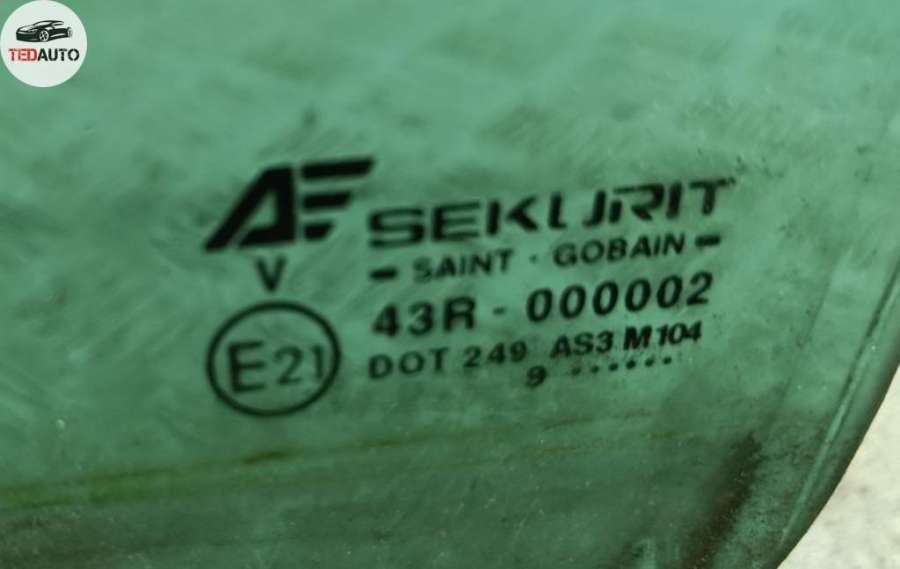 TEDAUTO
AF SEKURIT
SAINT · GOBAIN
V
43R - 000002
E21
DOT 249 AS3 M104
9 ······